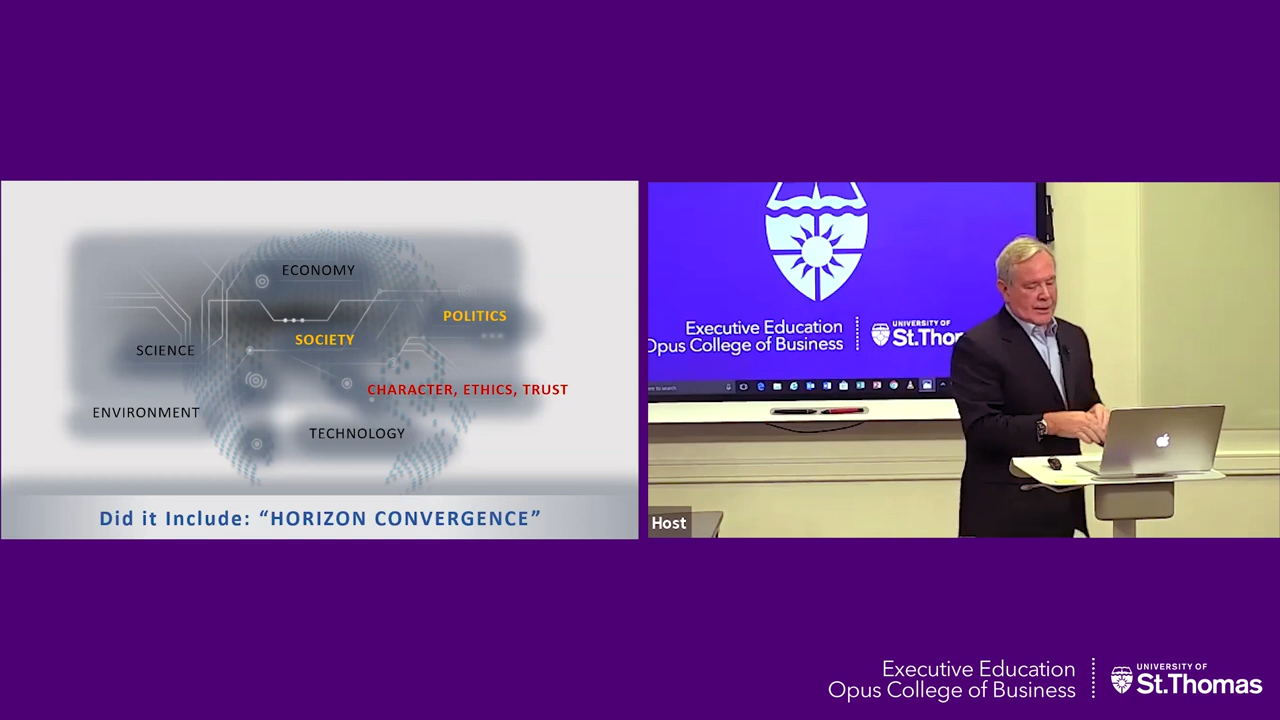 ECONOMY
POLITICS
SOCIETY
SCIENCE
CHARACTER, ETHICS, TRUST
ENVIRONMENT
TECHNOLOGY
Did it Include: “HORIZON CONVERGENCE”
Executive Education
Opus College of Business
UNIVERSITY OF
St.Thom
Host
Executive Education
Opus College of Business
UNIVERSITY OF
St.Thomas